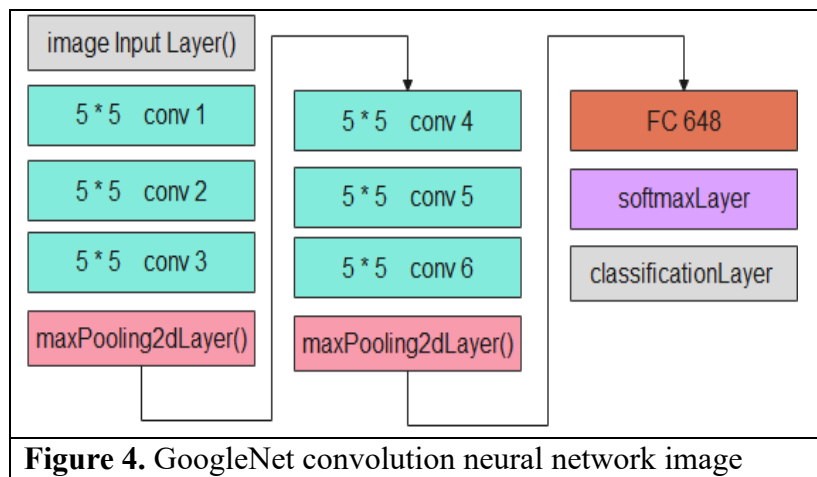 image Input Layer()
5 * 5 conv 1
5 * 5 conv 2
5 * 5 conv 3
maxPooling2dLayer()
5 * 5 conv 4
5 * 5 conv 5
5 * 5 conv 6
maxPooling2dLayer()
FC 648
softmaxLayer
classificationLayer
Figure 4. GoogleNet convolution neural network image